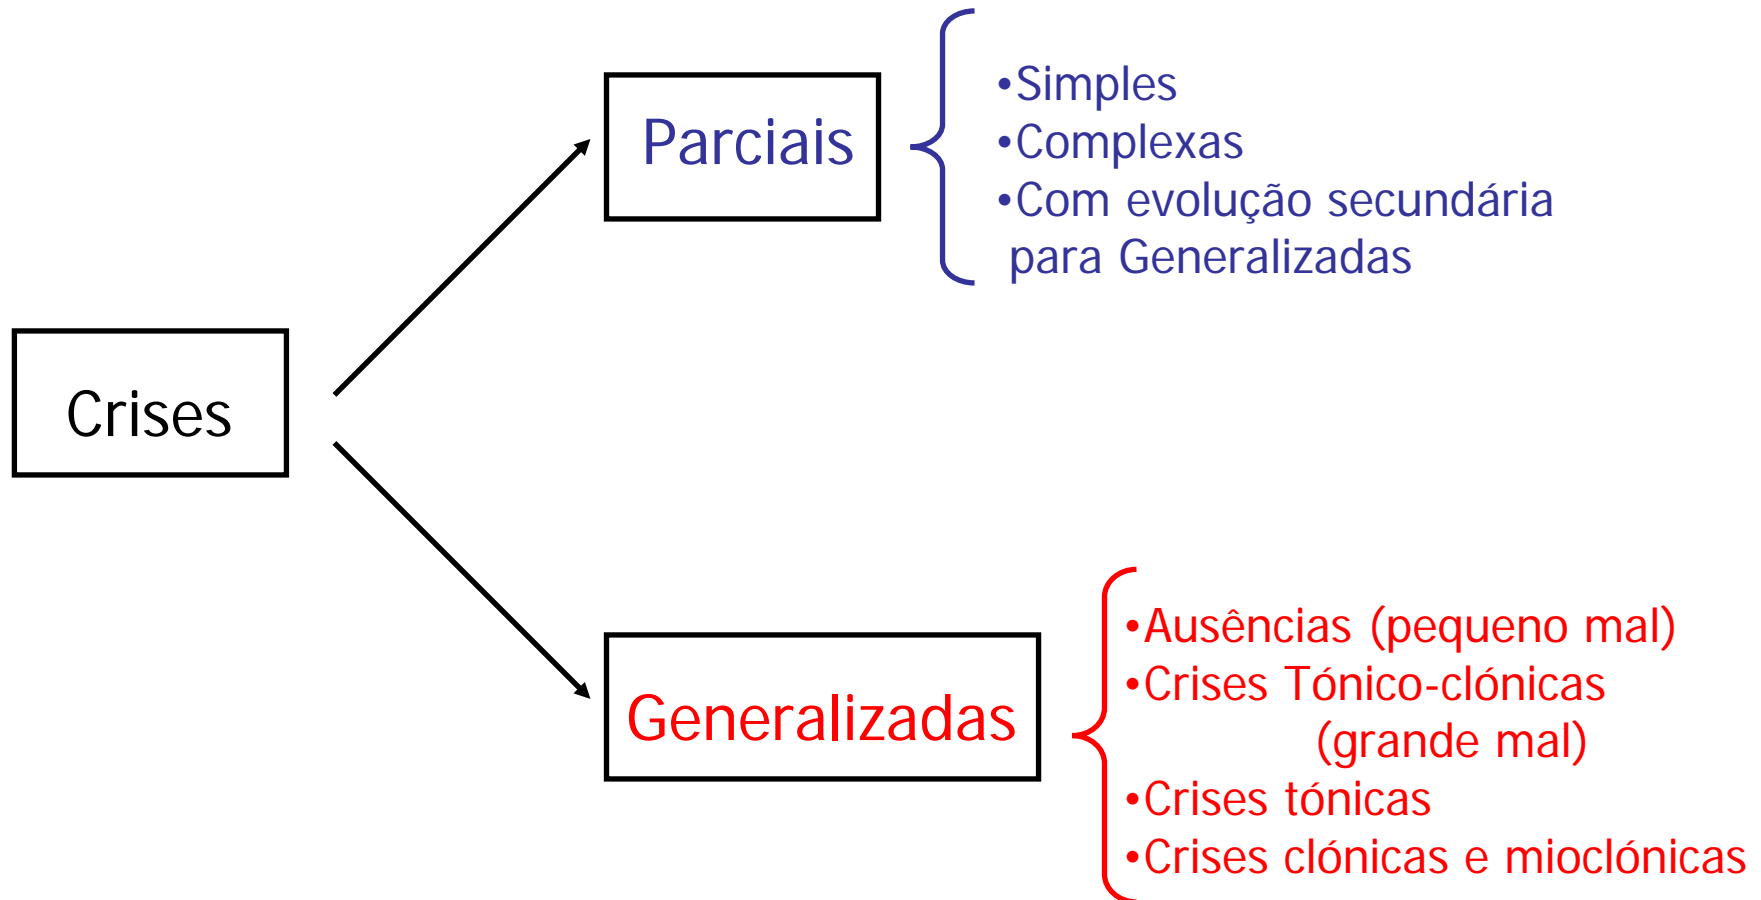 Parciais
•Simples
•Complexas
•Com evolução secundária
para Generalizadas
Crises
Generalizadas
•Ausências (pequeno mal)
•Crises Tónico-clónicas
(grande mal)
•Crises tónicas
•Crises clónicas e mioclónicas